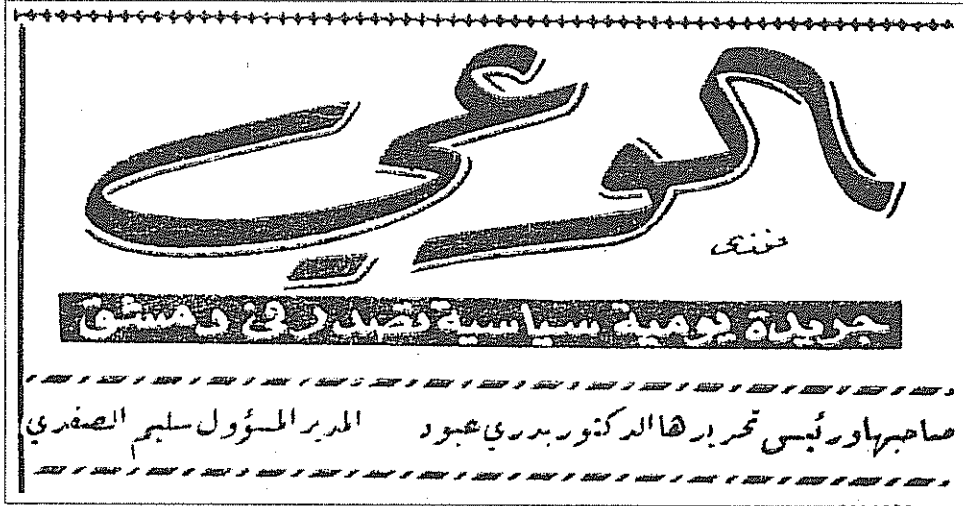 الوعي
جريدة يومية سياسية تصدر في دمشق
صاحبها ورئيس تحريرها الدكتور بدري عبود المدير المسؤول سليم الصفدي